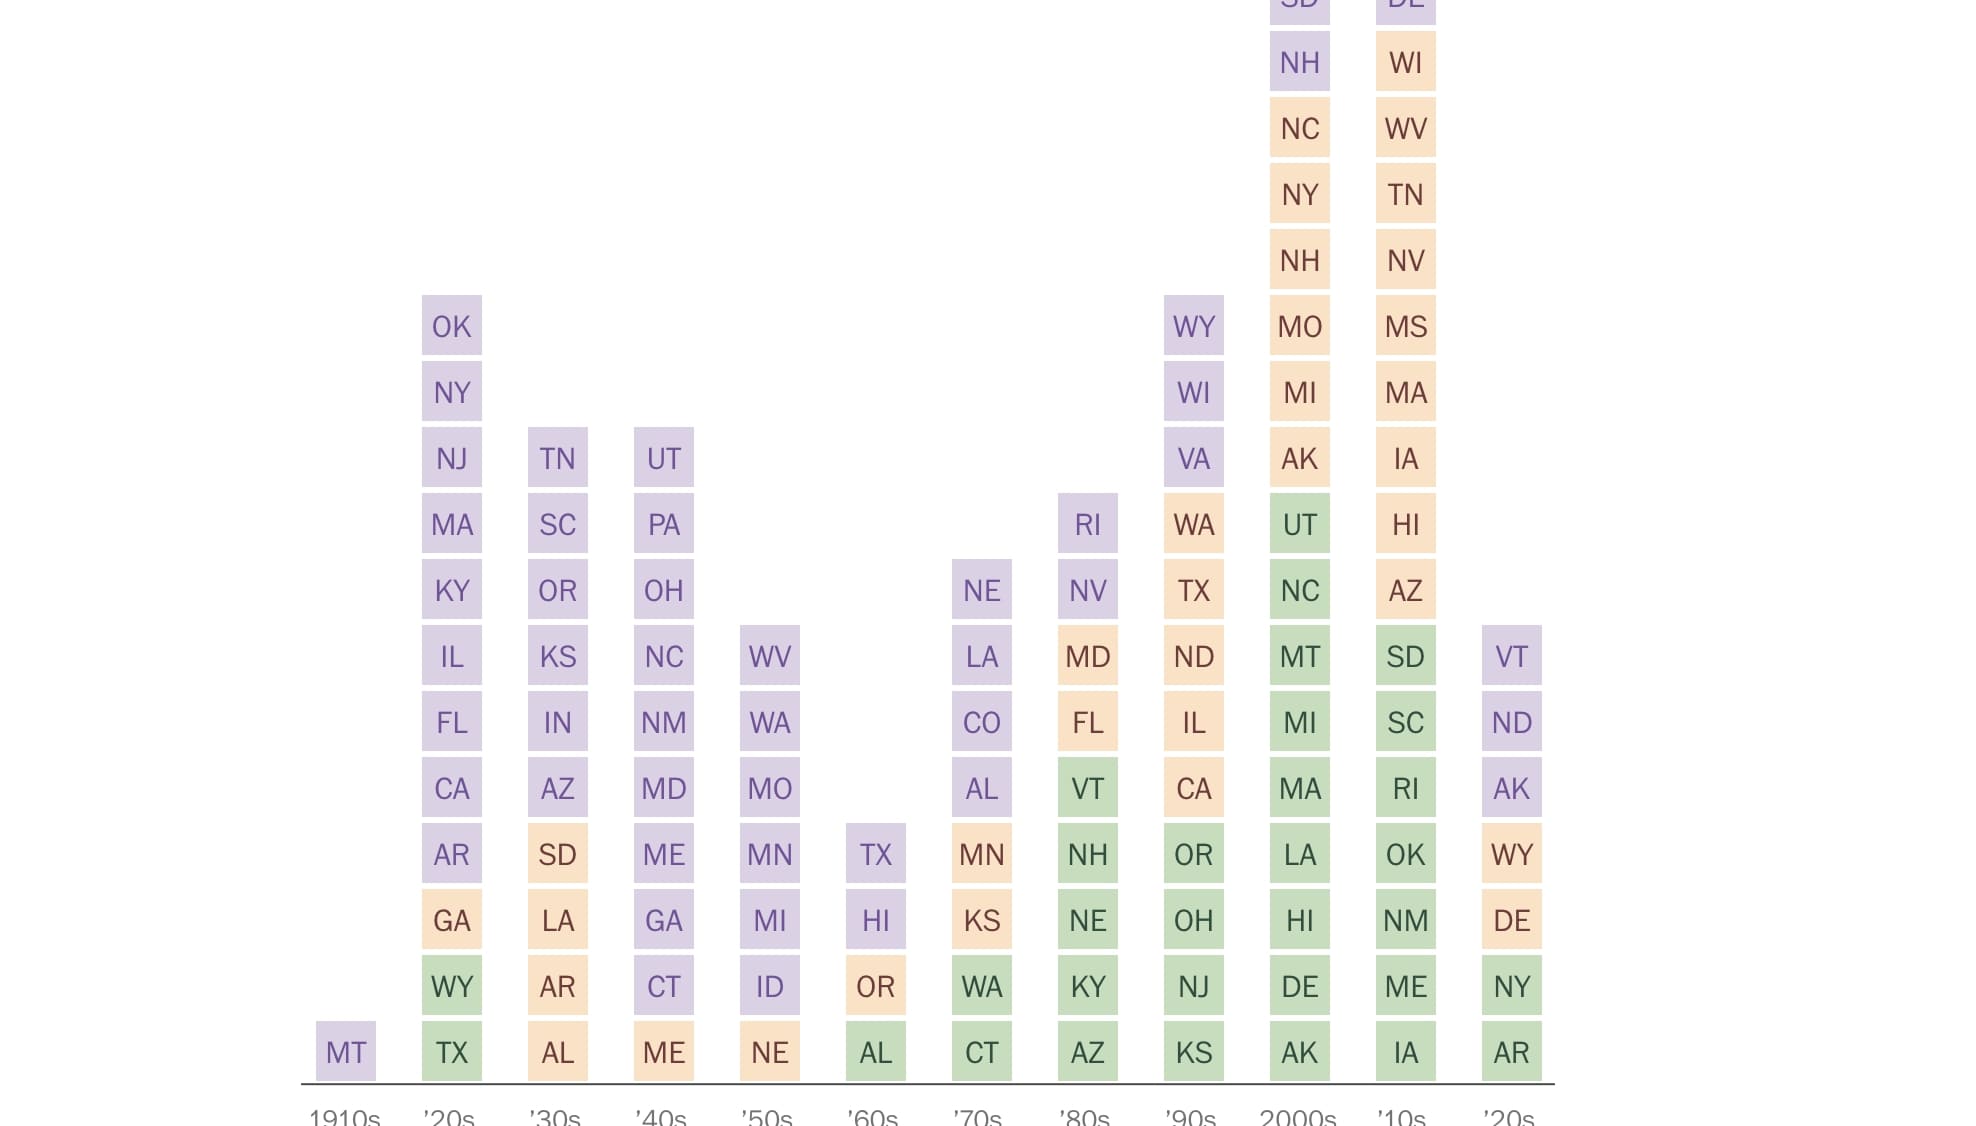 SD DE
NH WI
NC WV
NY TN
NH NV
OK WY MO MS
NY WI MI MA
NJ TN UT VA AK IA
MA SC PA RI WA UT HI
KY OR OH NE NV TX NC AZ
IL KS NC WV LA MD ND MT SD VT
FL IN NM WA CO FL IL MI SC ND
CA AZ MD MO AL VT CA MA RI AK
AR SD ME MN TX MN NH OR LA OK WY
GA LA GA MI HI KS NE OH HI NM DE
WY AR CT ID OR WA KY NJ DE ME NY
MT TX AL ME NE AL CT AZ KS AK IA AR
1910s ’20s ’30s ’40s ’50s ’60s ’70s ’80s ’90s 2000s ’10s ’20s